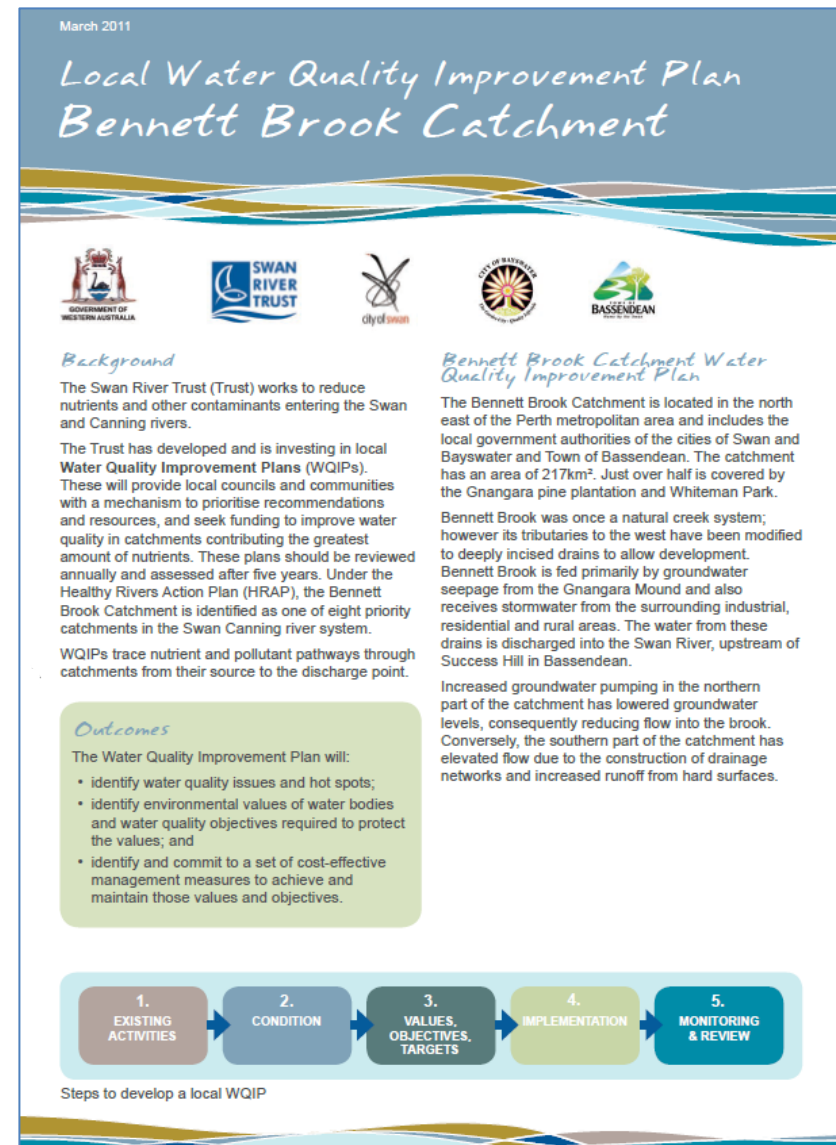 March 2011
Local Water Quality Improvement Plan
Bennett Brook Catchment
GOVERNMENT OF
WESTERN AUSTRALIA
SWAN
RIVER
TRUST
city of swan
CITY OF BAYSWATER
TOWN OF
BASSENDEAN
Background
The Swan River Trust (Trust) works to reduce
nutrients and other contaminants entering the Swan
and Canning rivers.
The Trust has developed and is investing in local
Water Quality Improvement Plans (WQIPs).
These will provide local councils and communities
with a mechanism to prioritise recommendations
and resources, and seek funding to improve water
quality in catchments contributing the greatest
amount of nutrients. These plans should be reviewed
annually and assessed after five years. Under the
Healthy Rivers Action Plan (HRAP), the Bennett
Brook Catchment is identified as one of eight priority
catchments in the Swan Canning river system.
WQIPs trace nutrient and pollutant pathways through
catchments from their source to the discharge point.
Outcomes
The Water Quality Improvement Plan will:
• identify water quality issues and hot spots;
• identify environmental values of water bodies
and water quality objectives required to protect
the values; and
• identify and commit to a set of cost-effective
management measures to achieve and
maintain those values and objectives.
Bennett Brook Catchment Water
Quality Improvement Plan
The Bennett Brook Catchment is located in the north
east of the Perth metropolitan area and includes the
local government authorities of the cities of Swan and
Bayswater and Town of Bassendean. The catchment
has an area of 217km². Just over half is covered by
the Gnangara pine plantation and Whiteman Park.
Bennett Brook was once a natural creek system;
however its tributaries to the west have been modified
to deeply incised drains to allow development.
Bennett Brook is fed primarily by groundwater
seepage from the Gnangara Mound and also
receives stormwater from the surrounding industrial,
residential and rural areas. The water from these
drains is discharged into the Swan River, upstream of
Success Hill in Bassendean.
Increased groundwater pumping in the northern
part of the catchment has lowered groundwater
levels, consequently reducing flow into the brook.
Conversely, the southern part of the catchment has
elevated flow due to the construction of drainage
networks and increased runoff from hard surfaces.
1.
EXISTING
ACTIVITIES
2.
CONDITION
3.
VALUES,
OBJECTIVES,
TARGETS
4.
IMPLEMENTATION
5.
MONITORING
& REVIEW
Steps to develop a local WQIP